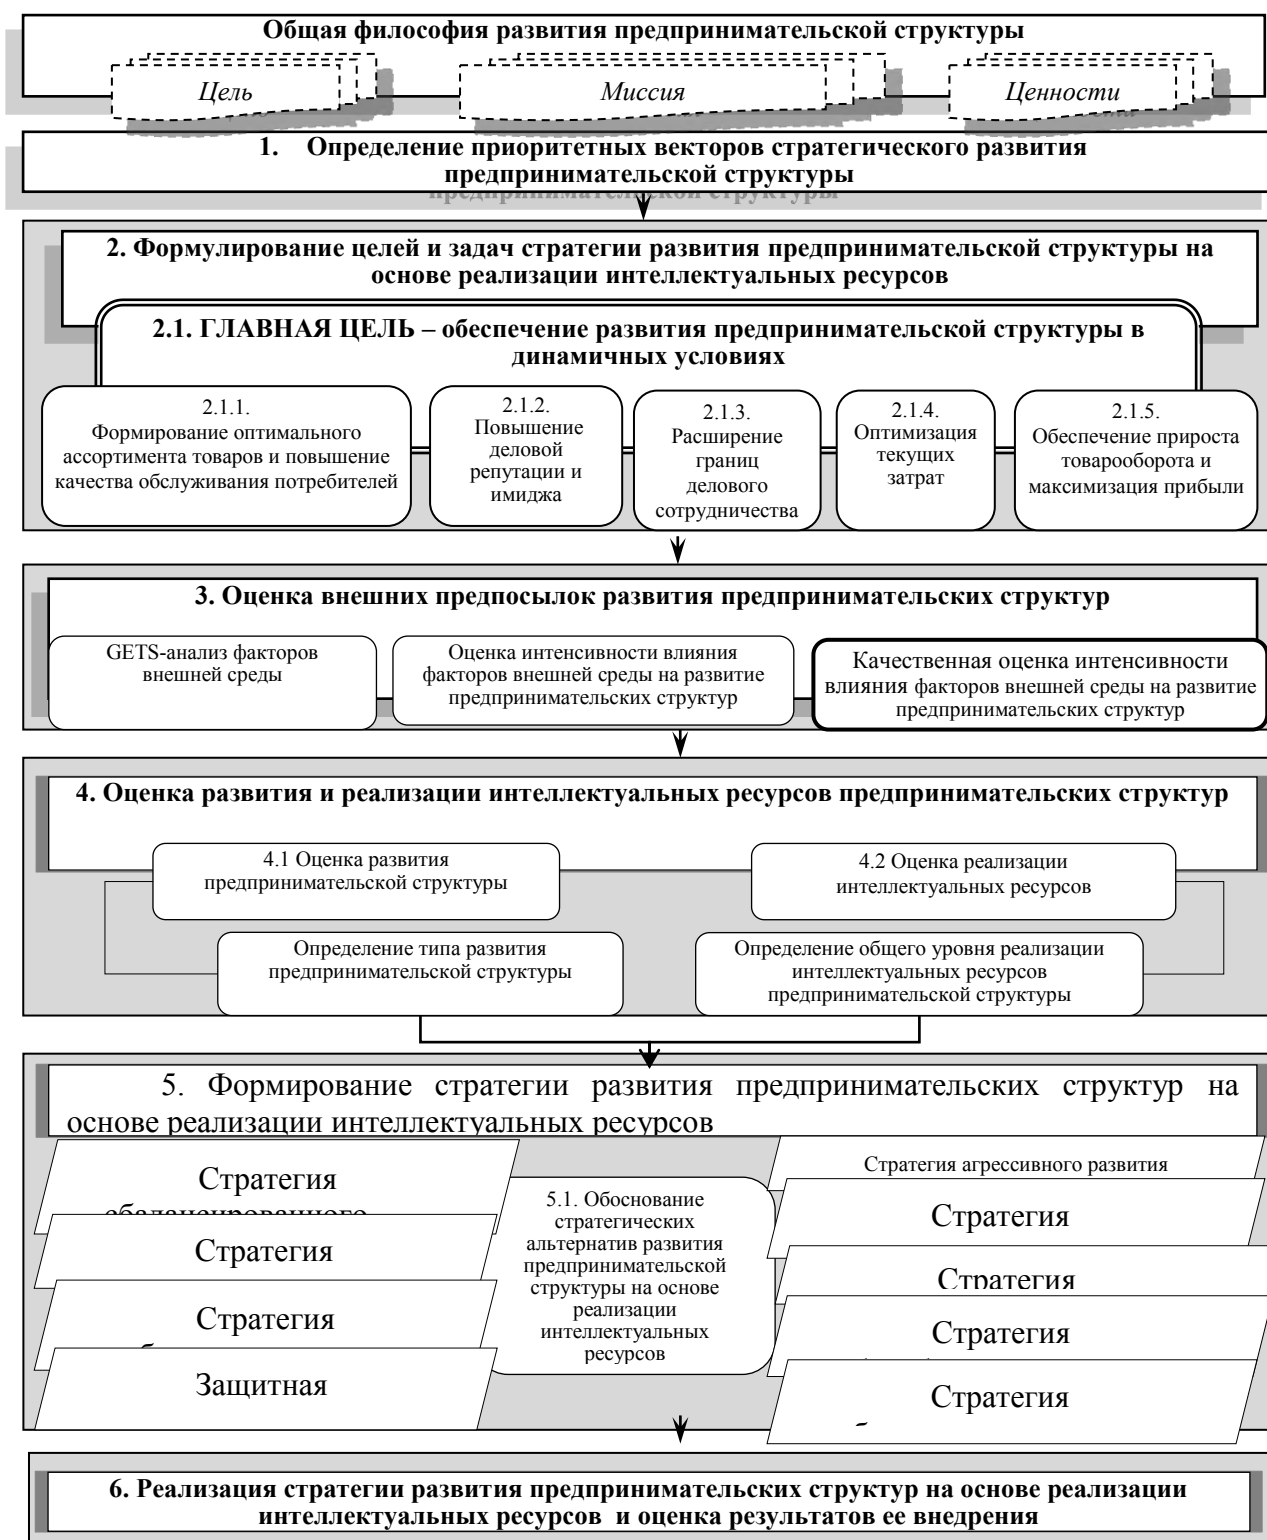 Общая философия развития предпринимательской структуры
Цель
Миссия
Ценности
1. Определение приоритетных векторов стратегического развития
предпринимательской структуры
2. Формулирование целей и задач стратегии развития предпринимательской структуры на
основе реализации интеллектуальных ресурсов
2.1. ГЛАВНАЯ ЦЕЛЬ – обеспечение развития предпринимательской структуры в
динамичных условиях
2.1.1.
Формирование оптимального
ассортимента товаров и повышение
качества обслуживания потребителей
2.1.2.
Повышение
деловой
репутации и
имиджа
2.1.3.
Расширение
границ
делового
сотрудничества
2.1.4.
Оптимизация
текущих
затрат
2.1.5.
Обеспечение прироста
товарооборота и
максимизация прибыли
3. Оценка внешних предпосылок развития предпринимательских структур
GETS-анализ факторов
внешней среды
Оценка интенсивности влияния
факторов внешней среды на развитие
предпринимательских структур
Качественная оценка интенсивности
влияния факторов внешней среды на развитие
предпринимательских структур
4. Оценка развития и реализации интеллектуальных ресурсов предпринимательских структур
4.1 Оценка развития
предпринимательской структуры
4.2 Оценка реализации
интеллектуальных ресурсов
Определение типа развития
предпринимательской структуры
Определение общего уровня реализации
интеллектуальных ресурсов
предпринимательской структуры
5. Формирование стратегии развития предпринимательских структур на
основе реализации интеллектуальных ресурсов
Стратегия
сбалансированного
Стратегия
Стратегия
Защитная
5.1. Обоснование
стратегических
альтернатив развития
предпринимательской
структуры на основе
реализации
интеллектуальных
ресурсов
Стратегия агрессивного развития
Стратегия
Стратегия
Стратегия
Стратегия
6. Реализация стратегии развития предпринимательских структур на основе реализации
интеллектуальных ресурсов и оценка результатов ее внедрения